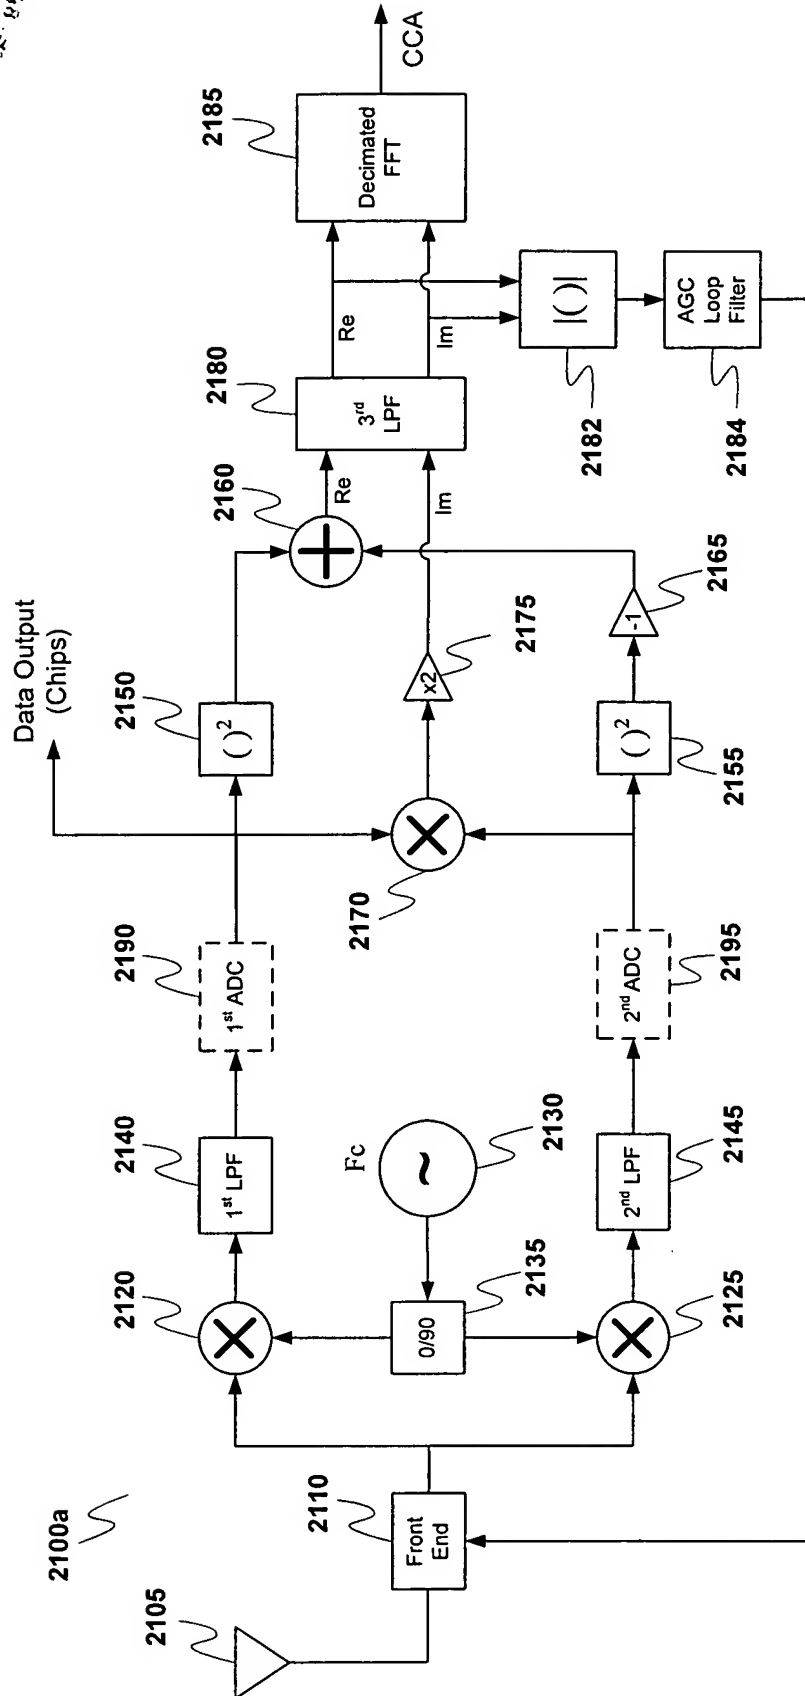 2100a
2105
2110
Front
End
2120
2125
0/90
2135
Fc
~
2130
2140
1st LPF
2nd LPF
2145
2190
1st ADC
2nd ADC
2195
Data Output
(Chips)
2170
2150
( )²
( )²
2155
x2
2175
-1
2165
2160
Re
Im
2180
3rd
LPF
Re
Im
|( )|
2182
AGC
Loop
Filter
2184
2185
Decimated
FFT
CCA